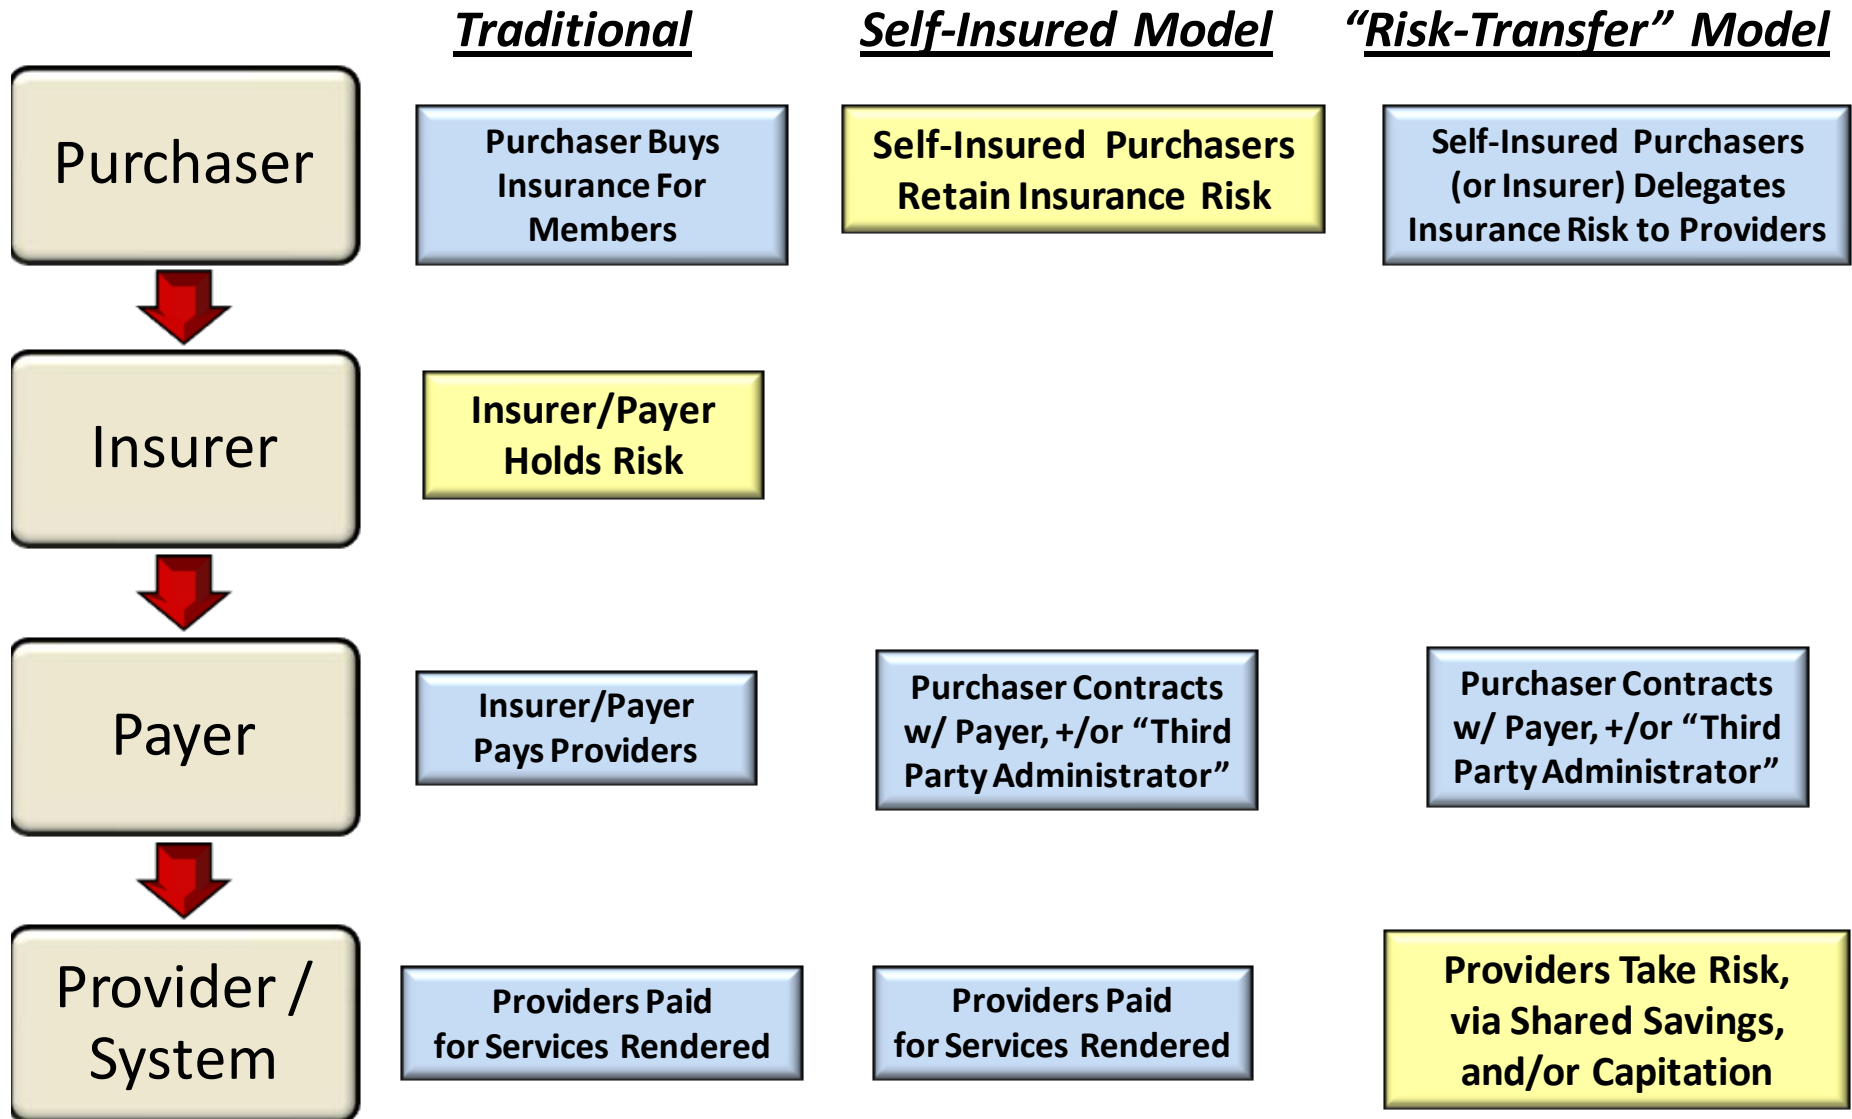 Traditional
Self-Insured Model
“Risk-Transfer” Model
Purchaser
Purchaser Buys
Insurance For
Members
Self-Insured Purchasers
Retain Insurance Risk
Self-Insured Purchasers
(or Insurer) Delegates
Insurance Risk to Providers
Insurer
Insurer/Payer
Holds Risk
Payer
Insurer/Payer
Pays Providers
Purchaser Contracts
w/ Payer, +/or “Third
Party Administrator”
Purchaser Contracts
w/ Payer, +/or “Third
Party Administrator”
Provider /
System
Providers Paid
for Services Rendered
Providers Paid
for Services Rendered
Providers Take Risk,
via Shared Savings,
and/or Capitation